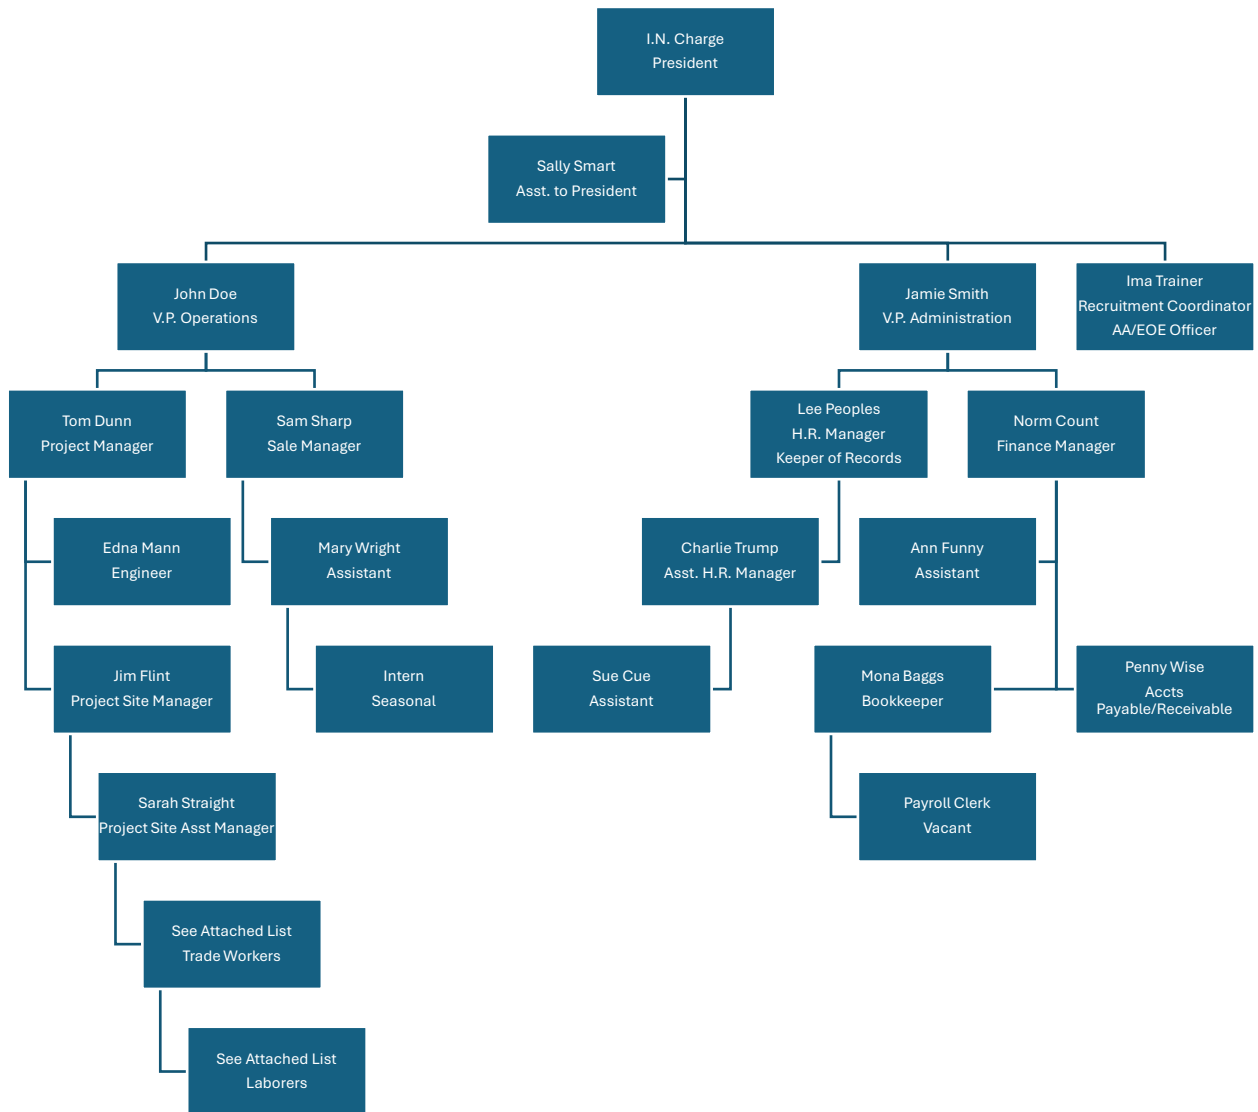 I.N. Charge
President
Sally Smart
Asst. to President
John Doe
V.P. Operations
Jamie Smith
V.P. Administration
Ima Trainer
Recruitment Coordinator
AA/EOE Officer
Tom Dunn
Project Manager
Sam Sharp
Sale Manager
Lee Peoples
H.R. Manager
Keeper of Records
Norm Count
Finance Manager
Edna Mann
Engineer
Mary Wright
Assistant
Charlie Trump
Asst. H.R. Manager
Ann Funny
Assistant
Jim Flint
Project Site Manager
Intern
Seasonal
Sue Cue
Assistant
Mona Baggs
Bookkeeper
Penny Wise
Accts
Payable/Receivable
Sarah Straight
Project Site Asst Manager
Payroll Clerk
Vacant
See Attached List
Trade Workers
See Attached List
Laborers